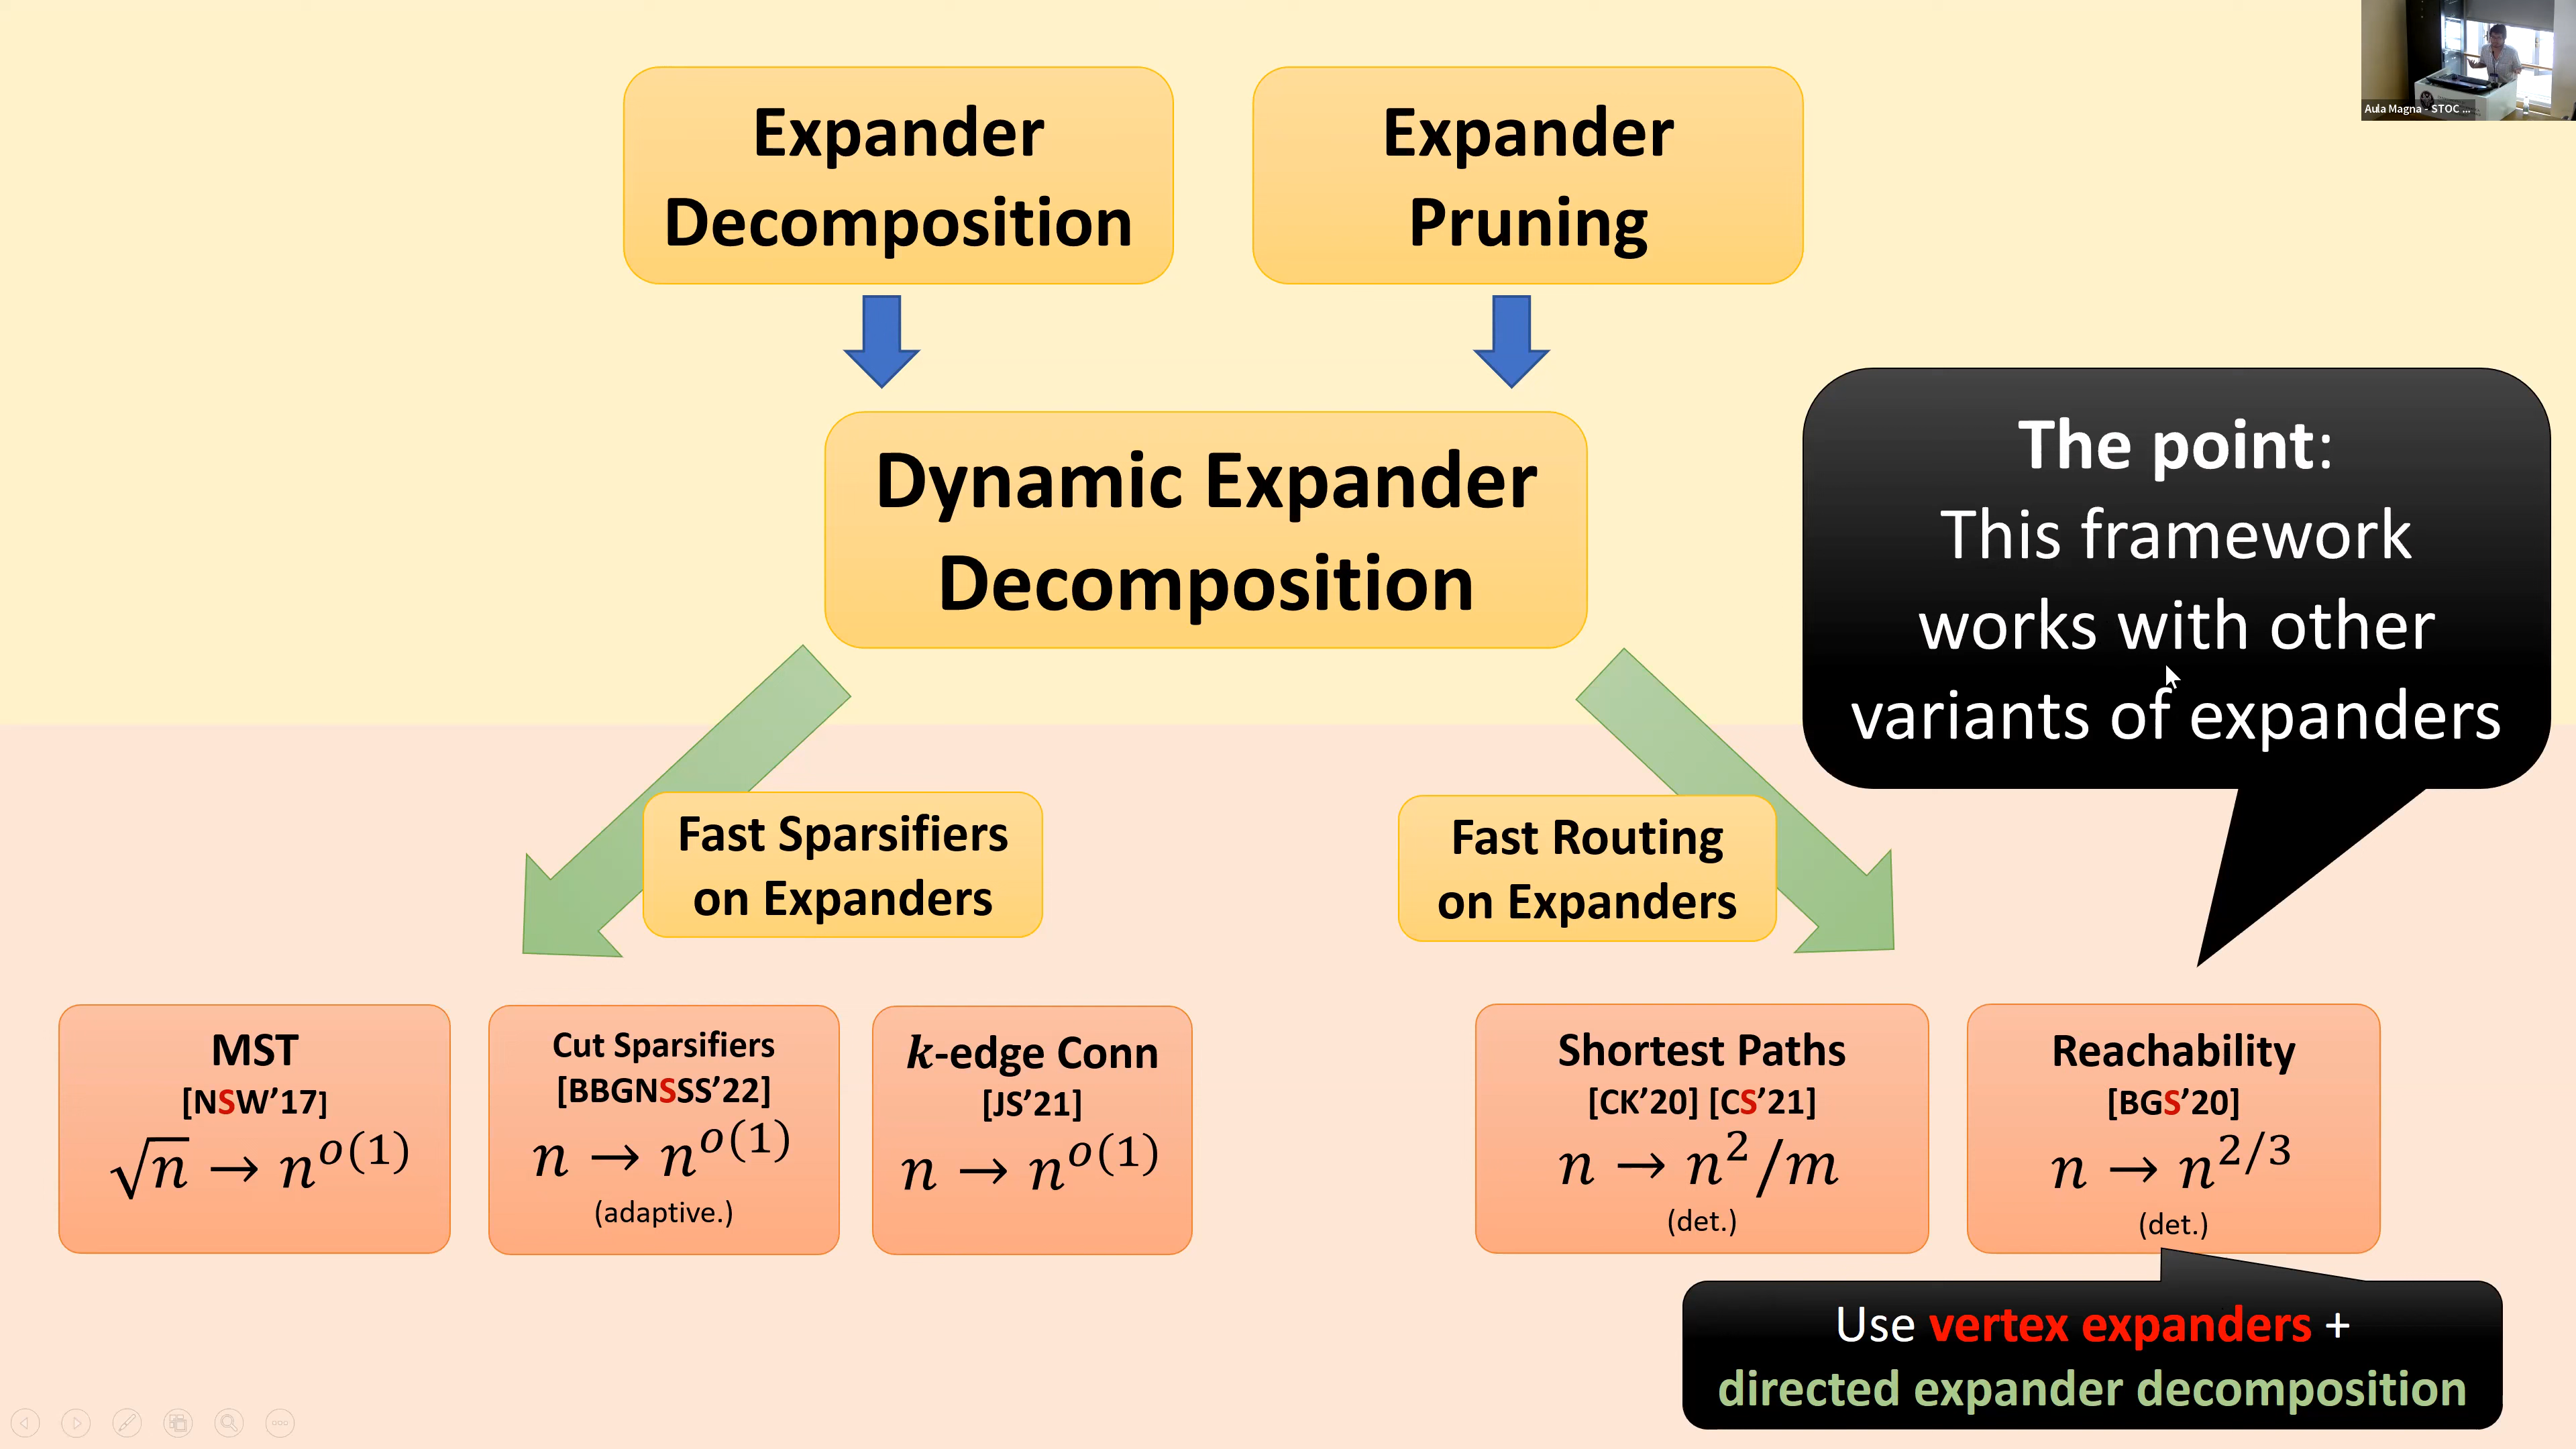 Aula Magna - STOC ...
Expander
Decomposition
Expander
Pruning
Dynamic Expander
Decomposition
The point:
This framework
works with other
variants of expanders
Fast Sparsifiers
on Expanders
Fast Routing
on Expanders
MST
[NSW'17]
√n → n^{o(1)}
Cut Sparsifiers
[BBGNSSS'22]
n → n^{o(1)}
(adaptive.)
k-edge Conn
[JS'21]
n → n^{o(1)}
Shortest Paths
[CK'20] [CS'21]
n → n²/m
(det.)
Reachability
[BGS'20]
n → n^{2/3}
(det.)
Use vertex expanders +
directed expander decomposition